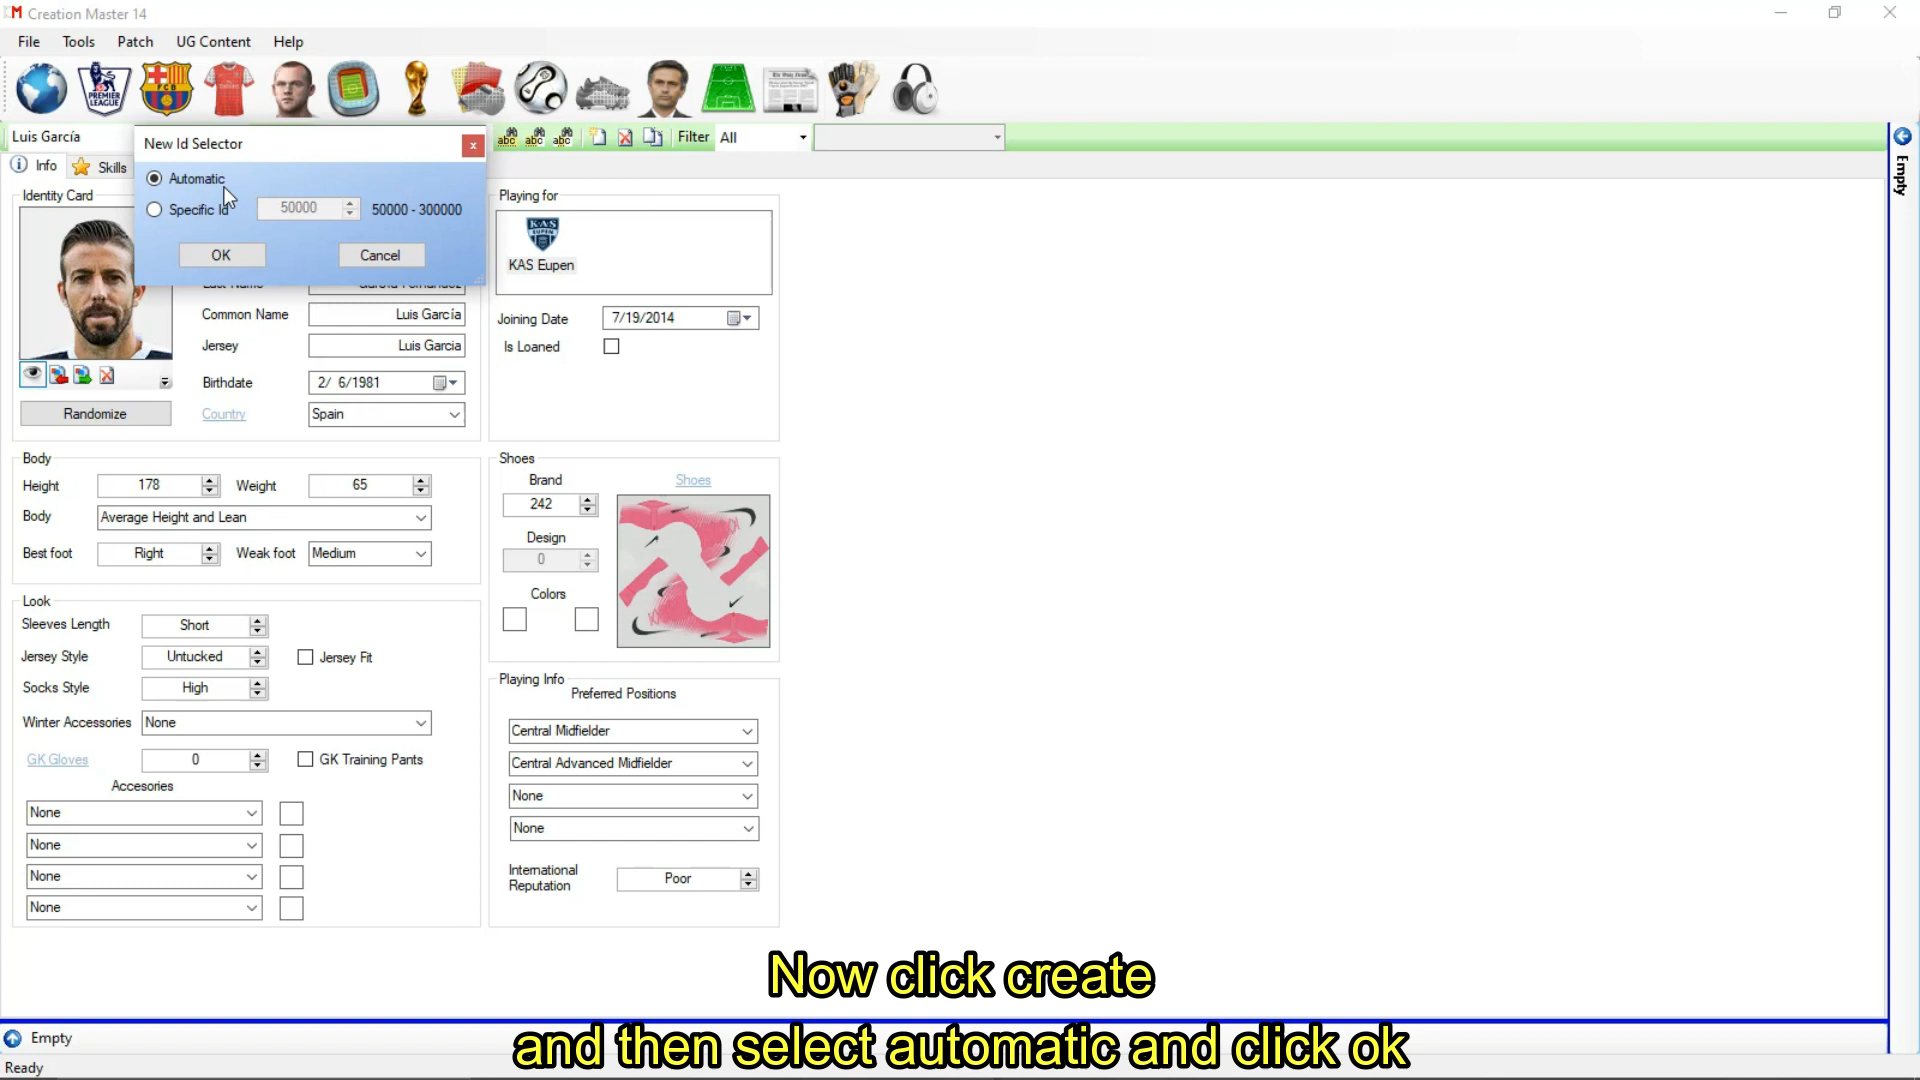 Creation Master 14
File Tools Patch UG Content Help
Luis García
New Id Selector
x
Filter All
Info Skills
Automatic
Specific Id 50000 50000 - 300000
OK Cancel
Identity Card
Common Name Luis García
Jersey Luis Garcia
Birthdate 2/ 6/1981
Randomize Country Spain
Playing for
KAS Eupen
Joining Date 7/19/2014
Is Loaned
Body
Height 178 Weight 65
Body Average Height and Lean
Best foot Right Weak foot Medium
Shoes
Brand Shoes
242
Design
0
Colors
Look
Sleeves Length Short
Jersey Style Untucked Jersey Fit
Socks Style High
Winter Accessories None
GK Gloves 0 GK Training Pants
Accesories
None
None
None
None
Playing Info
Preferred Positions
Central Midfielder
Central Advanced Midfielder
None
None
International
Reputation Poor
Empty
Now click create
and then select automatic and click ok
Empty
Ready